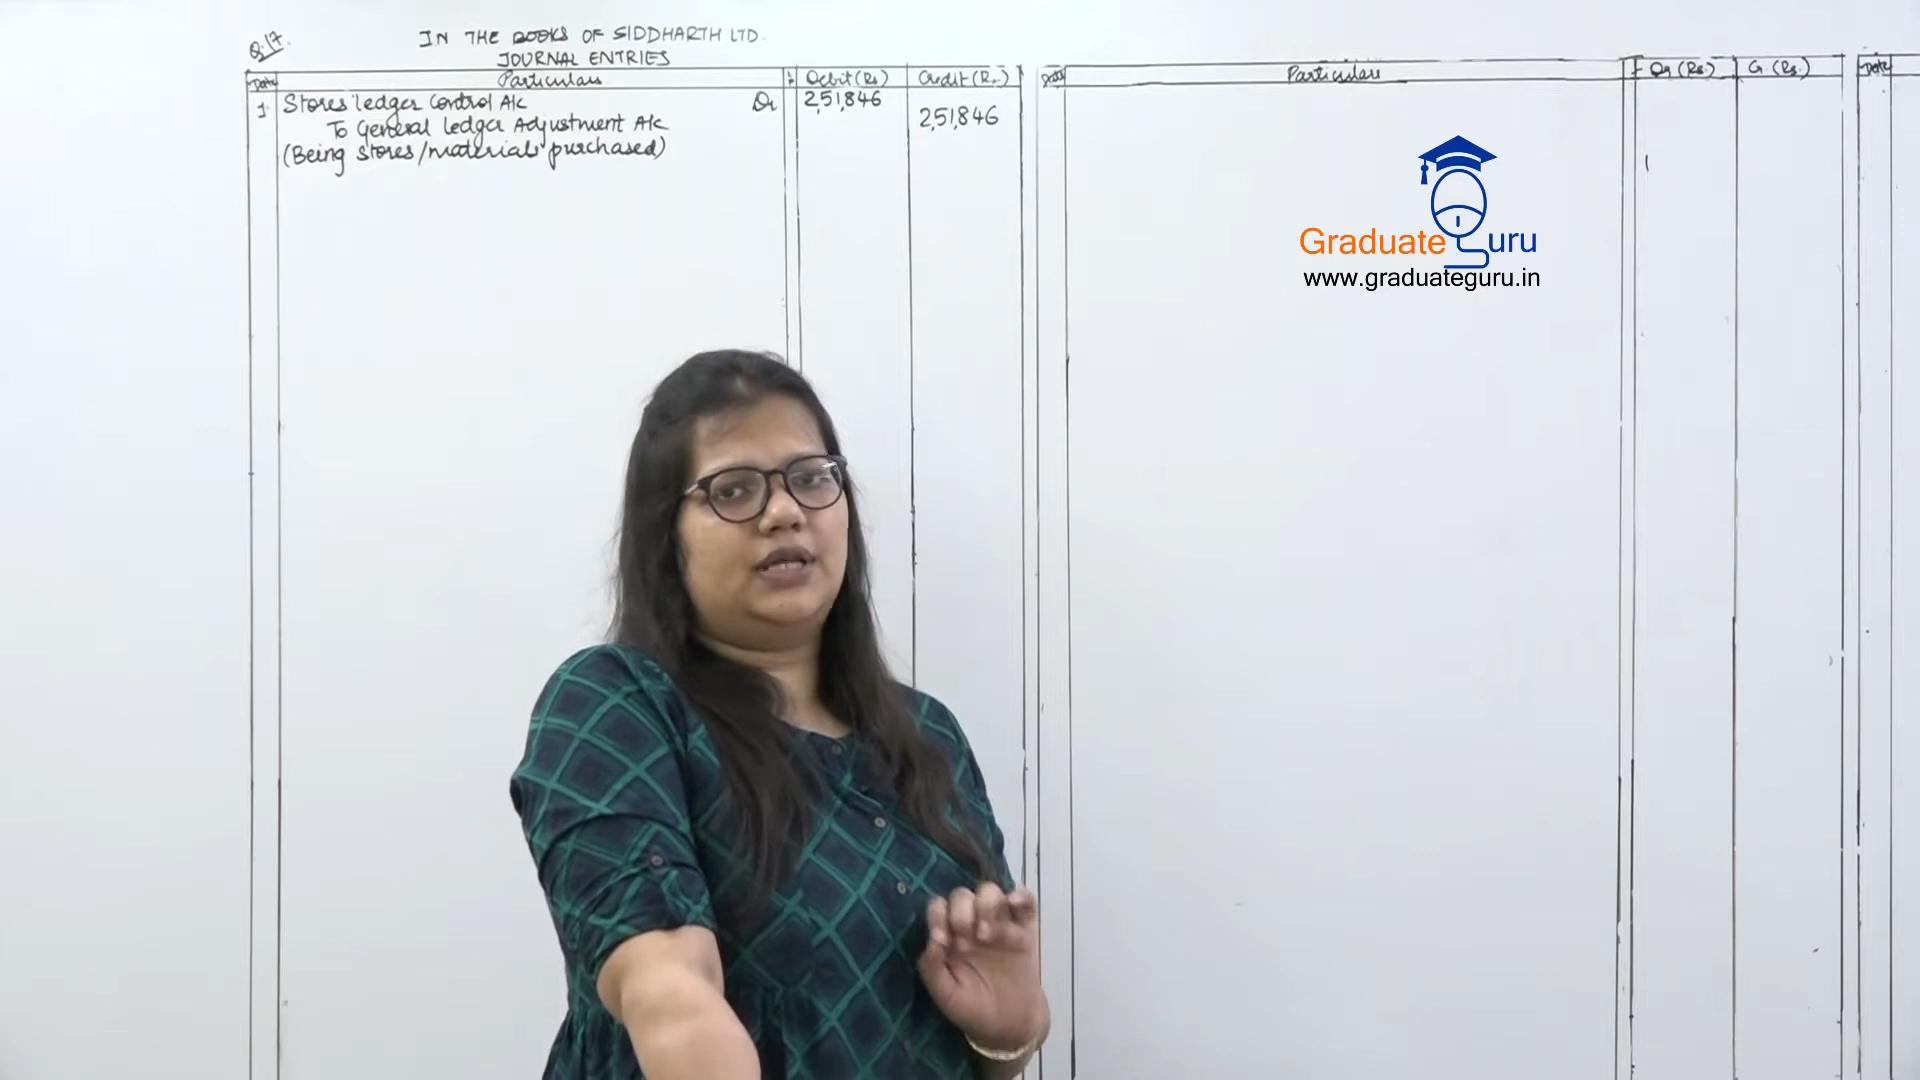 Q.17.
IN THE BOOKS OF SIDDHARTH LTD.
JOURNAL ENTRIES
Date Particulars Debit (Rs) Credit (Rs.)
1. Stores ledger Control A/c Dr 2,51,846
To General ledger Adjustment A/c 2,51,846
(Being stores/materials purchased)
Date Particulars Dr (Rs.) Cr (Rs.)
Date
Graduate Guru
www.graduateguru.in